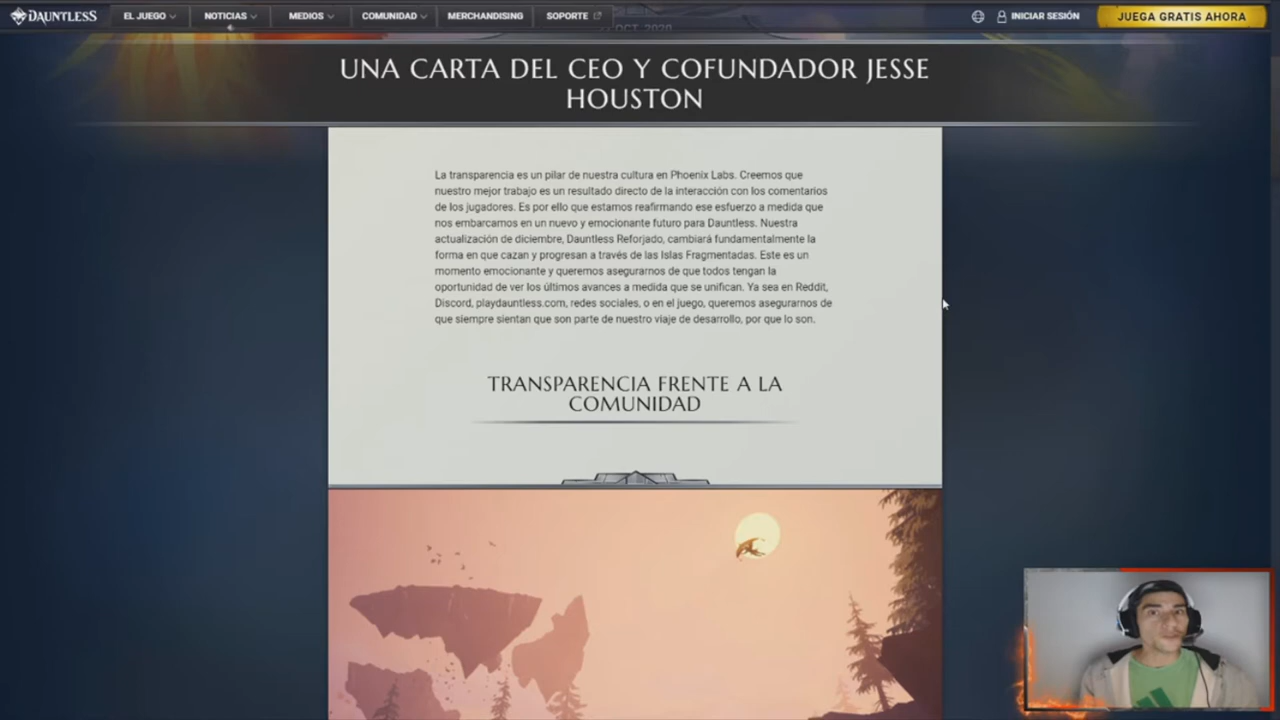 DAUNTLESS
EL JUEGO
NOTICIAS
MEDIOS
COMUNIDAD
MERCHANDISING
SOPORTE
INICIAR SESIÓN
JUEGA GRATIS AHORA
OCT, 2020
UNA CARTA DEL CEO Y COFUNDADOR JESSE
HOUSTON
La transparencia es un pilar de nuestra cultura en Phoenix Labs. Creemos que
nuestro mejor trabajo es un resultado directo de la interacción con los comentarios
de los jugadores. Es por ello que estamos reafirmando ese esfuerzo a medida que
nos embarcamos en un nuevo y emocionante futuro para Dauntless. Nuestra
actualización de diciembre, Dauntless Reforjado, cambiará fundamentalmente la
forma en que cazan y progresan a través de las Islas Fragmentadas. Este es un
momento emocionante y queremos asegurarnos de que todos tengan la
oportunidad de ver los últimos avances a medida que se unifican. Ya sea en Reddit,
Discord, playdauntless.com, redes sociales, o en el juego, queremos asegurarnos de
que siempre sientan que son parte de nuestro viaje de desarrollo, por que lo son.
TRANSPARENCIA FRENTE A LA
COMUNIDAD